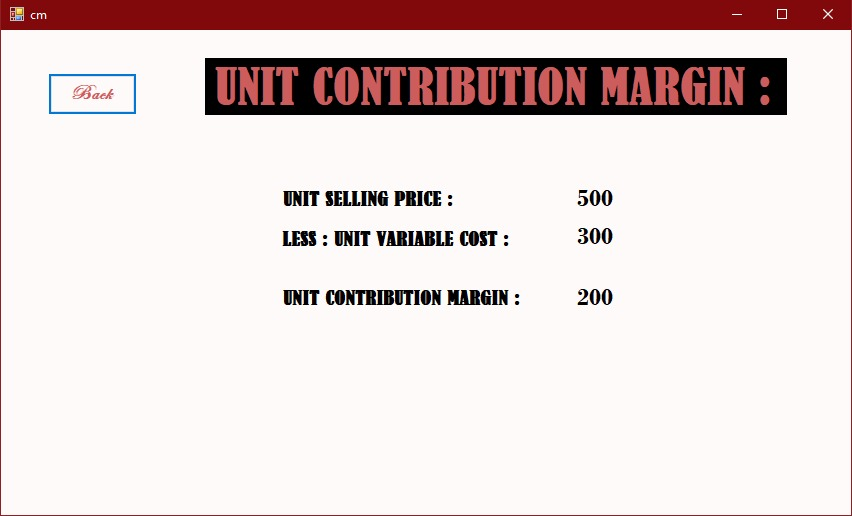 cm
Back
UNIT CONTRIBUTION MARGIN :
UNIT SELLING PRICE : 500
LESS : UNIT VARIABLE COST : 300
UNIT CONTRIBUTION MARGIN : 200